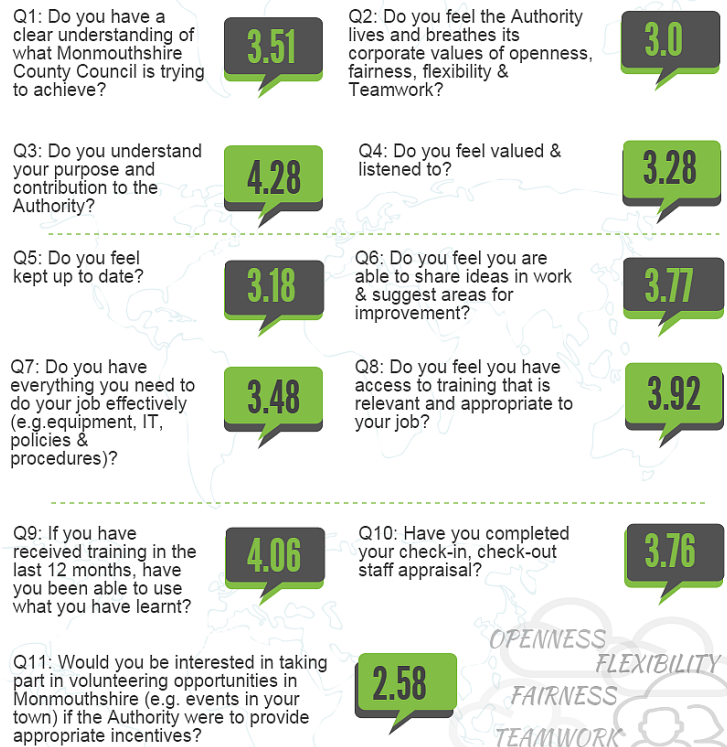 Q1: Do you have a
clear understanding of
what Monmouthshire
County Council is trying
to achieve?
3.51
Q2: Do you feel the Authority
lives and breathes its
corporate values of openness,
fairness, flexibility &
Teamwork?
3.0
Q3: Do you understand
your purpose and
contribution to the
Authority?
4.28
Q4: Do you feel valued &
listened to?
3.28
Q5: Do you feel
kept up to date?
3.18
Q6: Do you feel you are
able to share ideas in work
& suggest areas for
improvement?
3.77
Q7: Do you have
everything you need to
do your job effectively
(e.g.equipment, IT,
policies &
procedures)?
3.48
Q8: Do you feel you have
access to training that is
relevant and appropriate to
your job?
3.92
Q9: If you have
received training in the
last 12 months, have
you been able to use
what you have learnt?
4.06
Q10: Have you completed
your check-in, check-out
staff appraisal?
3.76
Q11: Would you be interested in taking
part in volunteering opportunities in
Monmouthshire (e.g. events in your
town) if the Authority were to provide
appropriate incentives?
2.58
OPENNESS
FLEXIBILITY
FAIRNESS
TEAMWORK